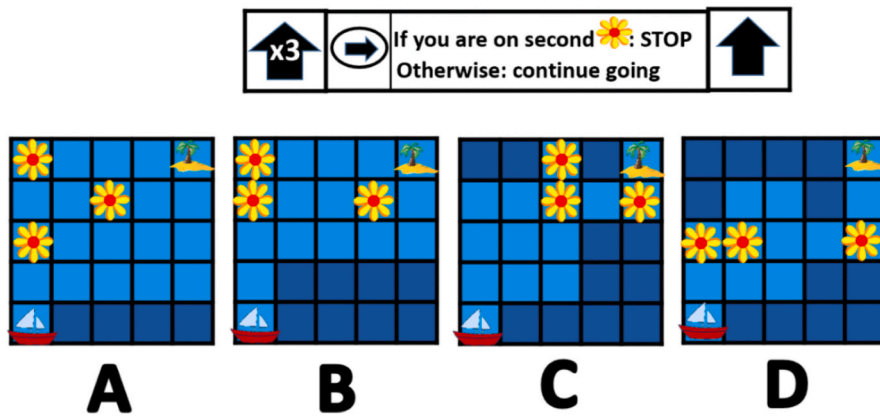 x3
If you are on second : STOP
Otherwise: continue going
A B C D